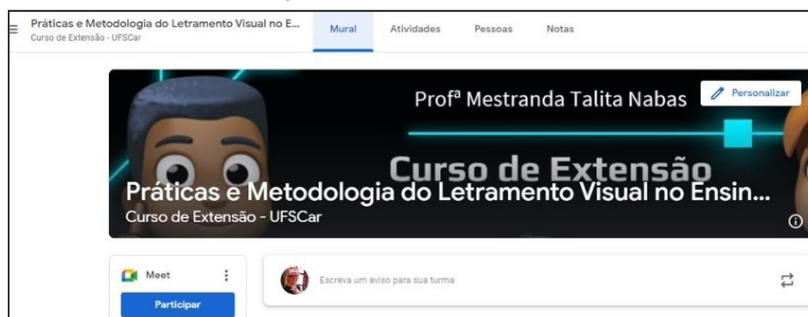 Práticas e Metodologia do Letramento Visual no E...
Curso de Extensão - UFSCar
Mural Atividades Pessoas Notas
Profª Mestranda Talita Nabas
Personalizar
Curso de Extensão
Práticas e Metodologia do Letramento Visual no Ensin...
Curso de Extensão - UFSCar
Meet
Participar
Escreva um aviso para sua turma